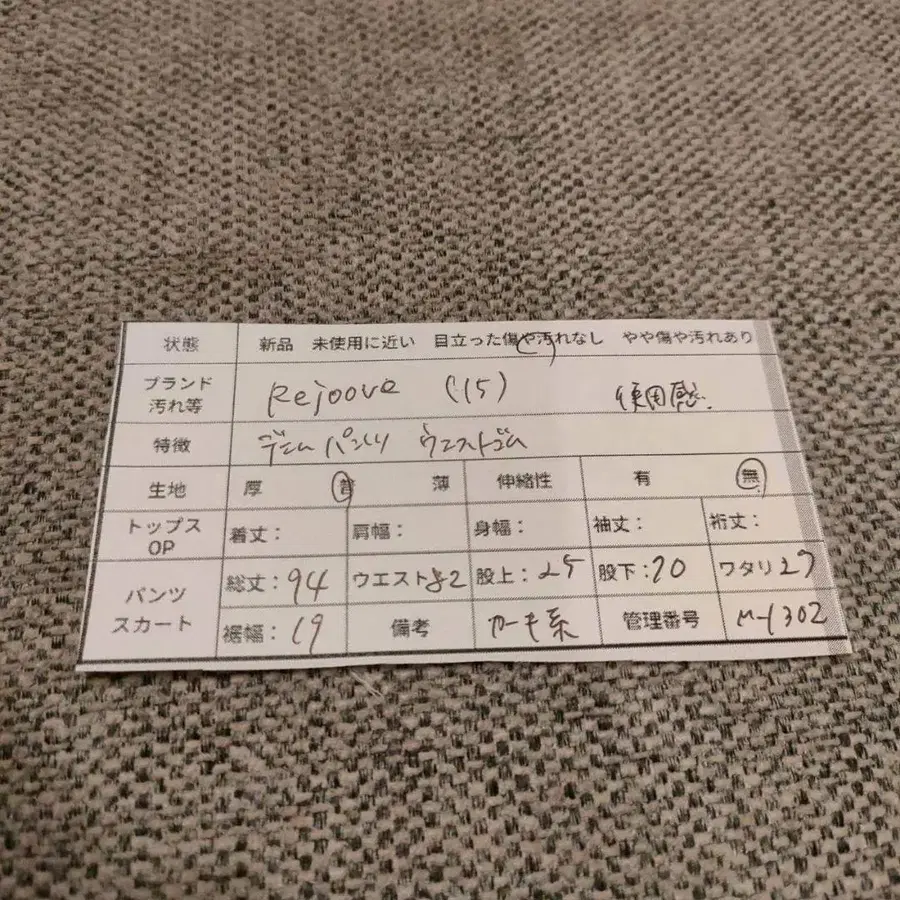 状態 新品 未使用に近い 目立った傷や汚れなし やや傷や汚れあり
ブランド 汚れ等 Rejoove (15) 使用感.
特徴 デニムパンツ ウエストゴム
生地 厚 普 薄 伸縮性 有 無
トップス OP 着丈: 肩幅: 身幅: 袖丈: 裄丈:
パンツ スカート 総丈:94 ウエスト82 股上:25 股下:70 ワタリ27
裾幅:19 備考 カーキ系 管理番号 M-1302